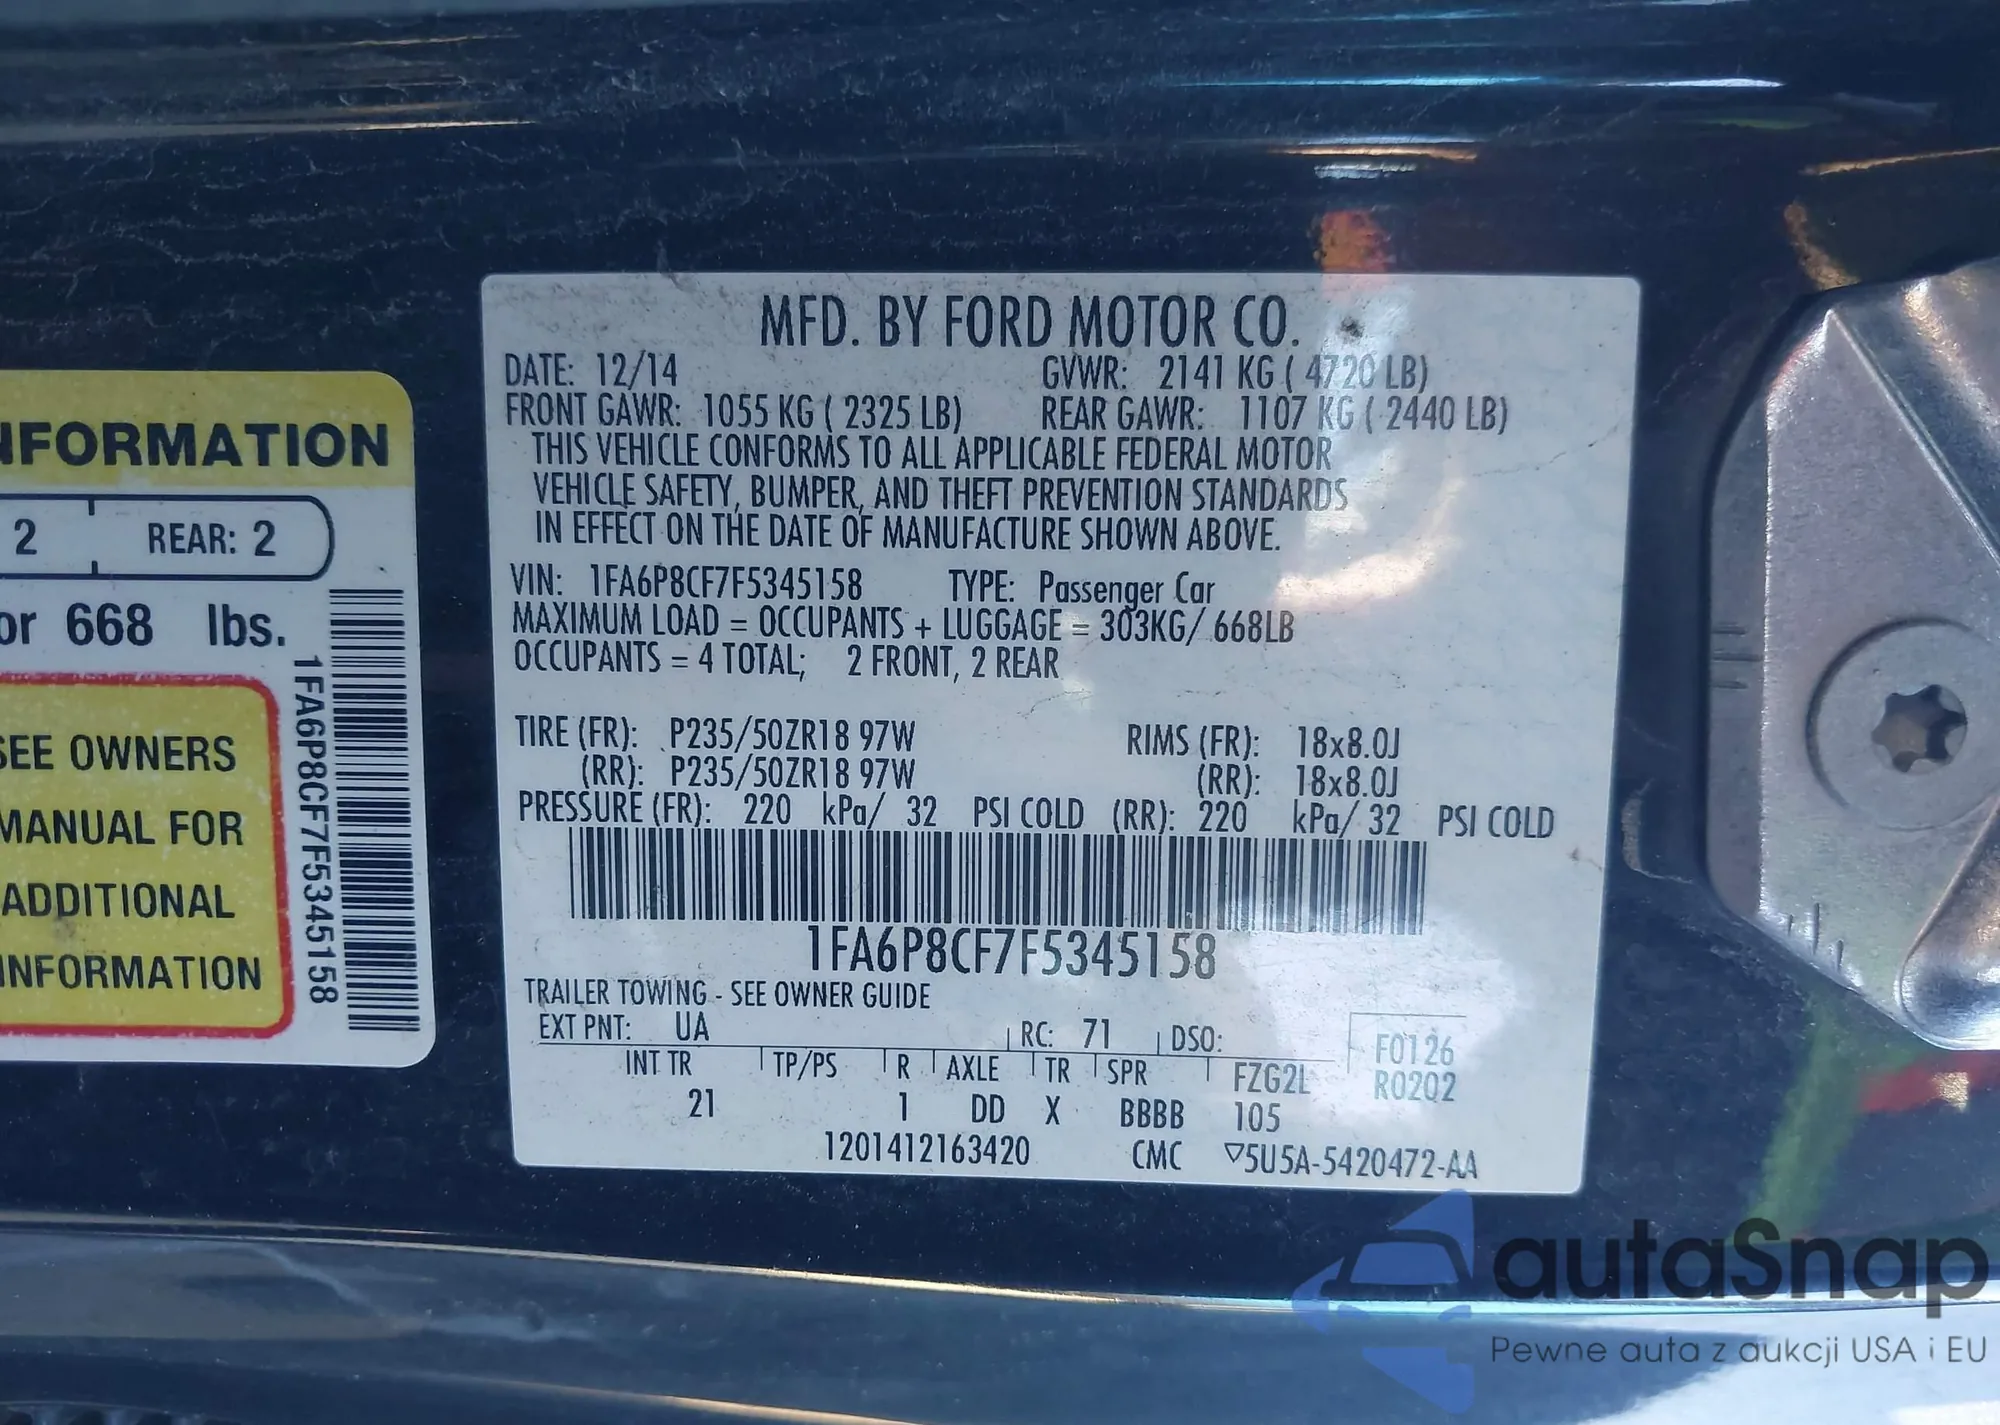 NFORMATION
2 REAR: 2
or 668 lbs.
SEE OWNERS
MANUAL FOR
ADDITIONAL
INFORMATION
1FA6P8CF7F5345158
MFD. BY FORD MOTOR CO.
DATE: 12/14 GVWR: 2141 KG ( 4720 LB)
FRONT GAWR: 1055 KG ( 2325 LB) REAR GAWR: 1107 KG ( 2440 LB)
THIS VEHICLE CONFORMS TO ALL APPLICABLE FEDERAL MOTOR
VEHICLE SAFETY, BUMPER, AND THEFT PREVENTION STANDARDS
IN EFFECT ON THE DATE OF MANUFACTURE SHOWN ABOVE.
VIN: 1FA6P8CF7F5345158 TYPE: Passenger Car
MAXIMUM LOAD = OCCUPANTS + LUGGAGE = 303KG/ 668LB
OCCUPANTS = 4 TOTAL; 2 FRONT, 2 REAR
TIRE (FR): P235/50ZR18 97W RIMS (FR): 18x8.0J
(RR): P235/50ZR18 97W (RR): 18x8.0J
PRESSURE (FR): 220 kPa/ 32 PSI COLD (RR): 220 kPa/ 32 PSI COLD
1FA6P8CF7F5345158
TRAILER TOWING - SEE OWNER GUIDE
EXT PNT: UA RC: 71 DSO: F0126
INT TR TP/PS R AXLE TR SPR FZG2L R0202
21 1 DD X BBBB 105
1201412163420 CMC ▽5U5A-5420472-AA
autaSnap
Pewne auta z aukcji USA i EU